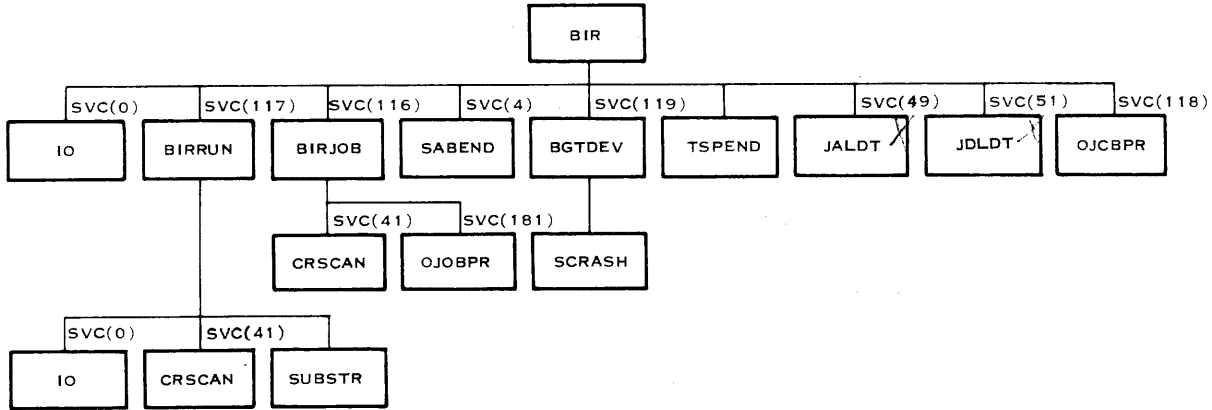 BIR
SVC(0) SVC(117) SVC(116) SVC(4) SVC(119) SVC(49) SVC(51) SVC(118)
IO BIRRUN BIRJOB SABEND BGTDEV TSPEND JALDT JDLDT OJCBPR
SVC(41) SVC(181)
CRSCAN OJOBPR SCRASH
SVC(0) SVC(41)
IO CRSCAN SUBSTR